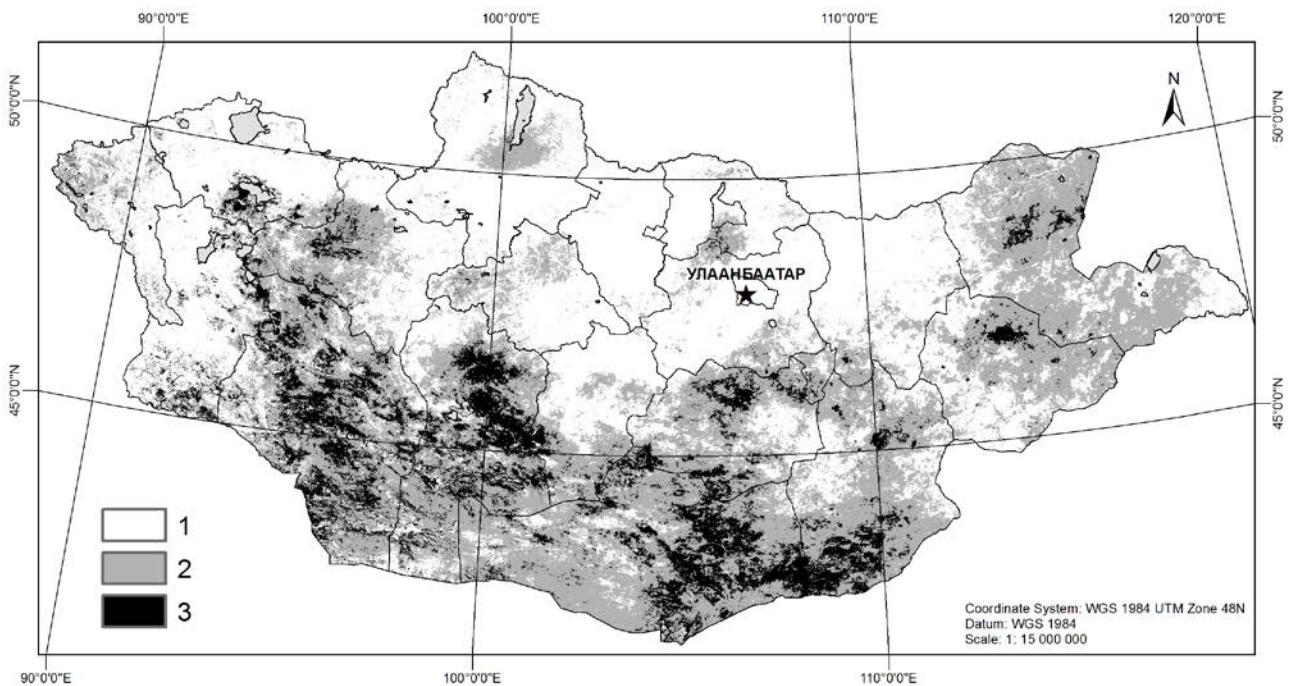 90°0'0"E 100°0'0"E 110°0'0"E 120°0'0"E
50°0'0"N 50°0'0"N
N
УЛААНБААТАР
45°0'0"N 45°0'0"N
1
2
3
Coordinate System: WGS 1984 UTM Zone 48N
Datum: WGS 1984
Scale: 1: 15 000 000
90°0'0"E 100°0'0"E 110°0'0"E